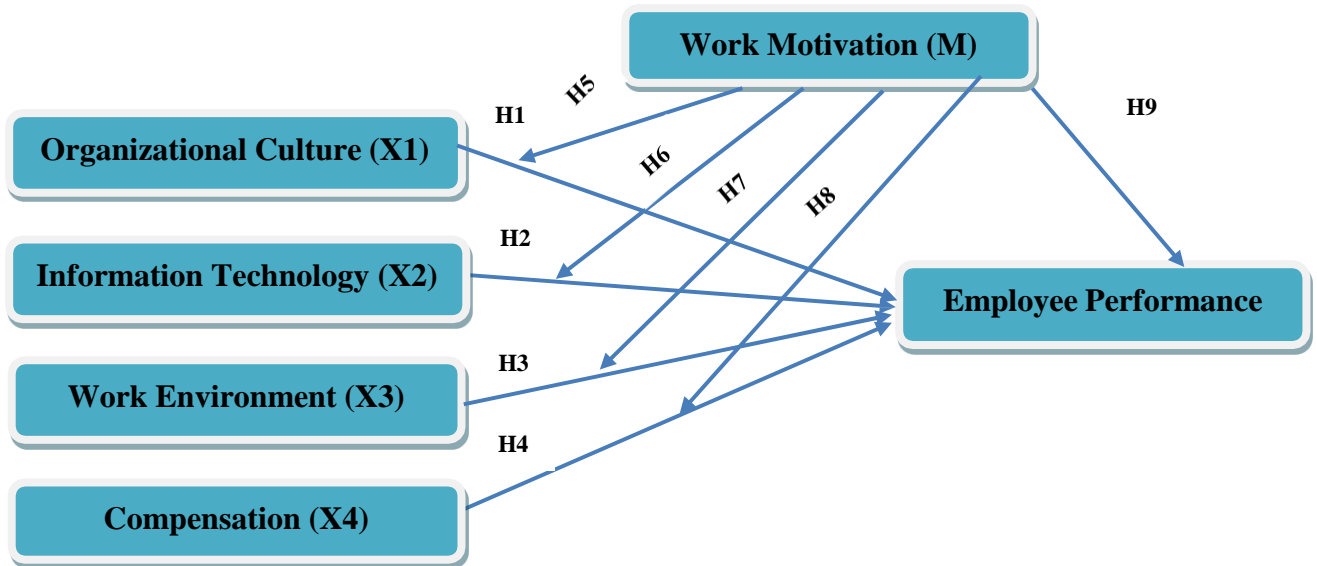 Work Motivation (M)
H5
H1
H9
Organizational Culture (X1)
H6
H7
H8
H2
Information Technology (X2)
Employee Performance
H3
Work Environment (X3)
H4
Compensation (X4)